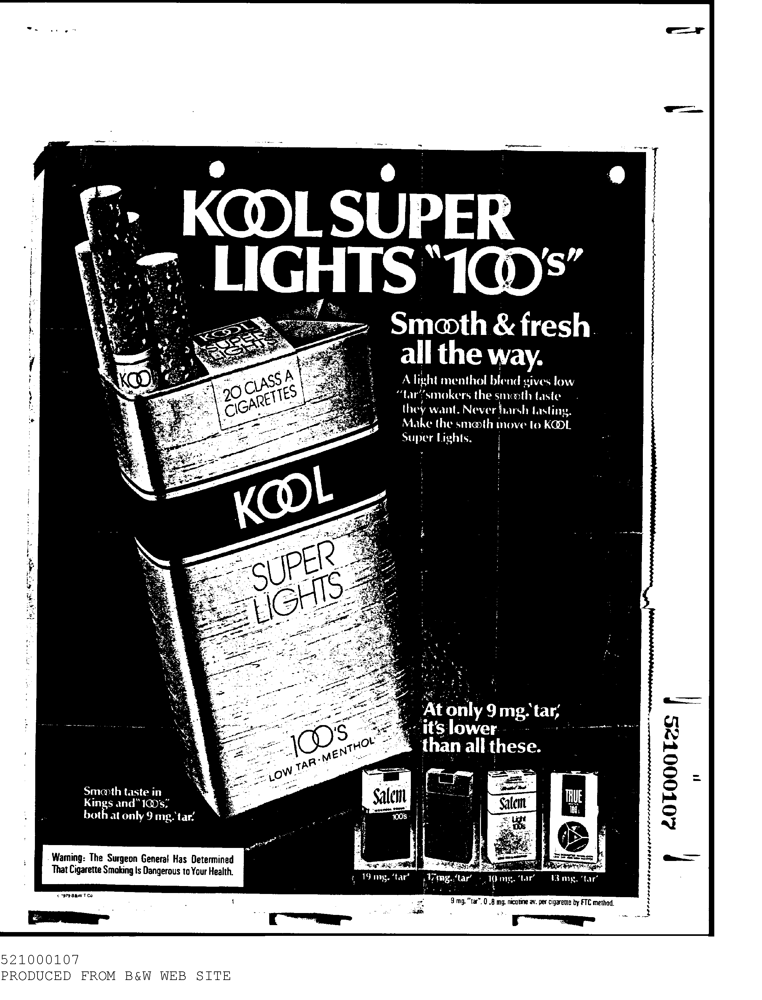 KOOL SUPER
LIGHTS "100's"
Smooth & fresh
all the way.
A light menthol blend gives low
"tar" smokers the smooth taste
they want. Never harsh tasting.
Make the smooth move to KOOL
Super Lights.
KOOL
SUPER
LIGHTS
KOOL
20 CLASS A
CIGARETTES
KOOL
SUPER
LIGHTS
100'S
LOW TAR·MENTHOL
At only 9 mg. 'tar,'
it's lower
than all these.
Smooth taste in
Kings and "100's,"
both at only 9 mg. 'tar.'
Salem
100's
Salem
Light
100s
TRUE
100's
19 mg. 'tar'
17 mg. 'tar'
10 mg. 'tar'
13 mg. 'tar'
Warning: The Surgeon General Has Determined
That Cigarette Smoking Is Dangerous to Your Health.
9 mg. "tar", 0.8 mg. nicotine av. per cigarette by FTC method.
521000107
521000107
PRODUCED FROM B&W WEB SITE